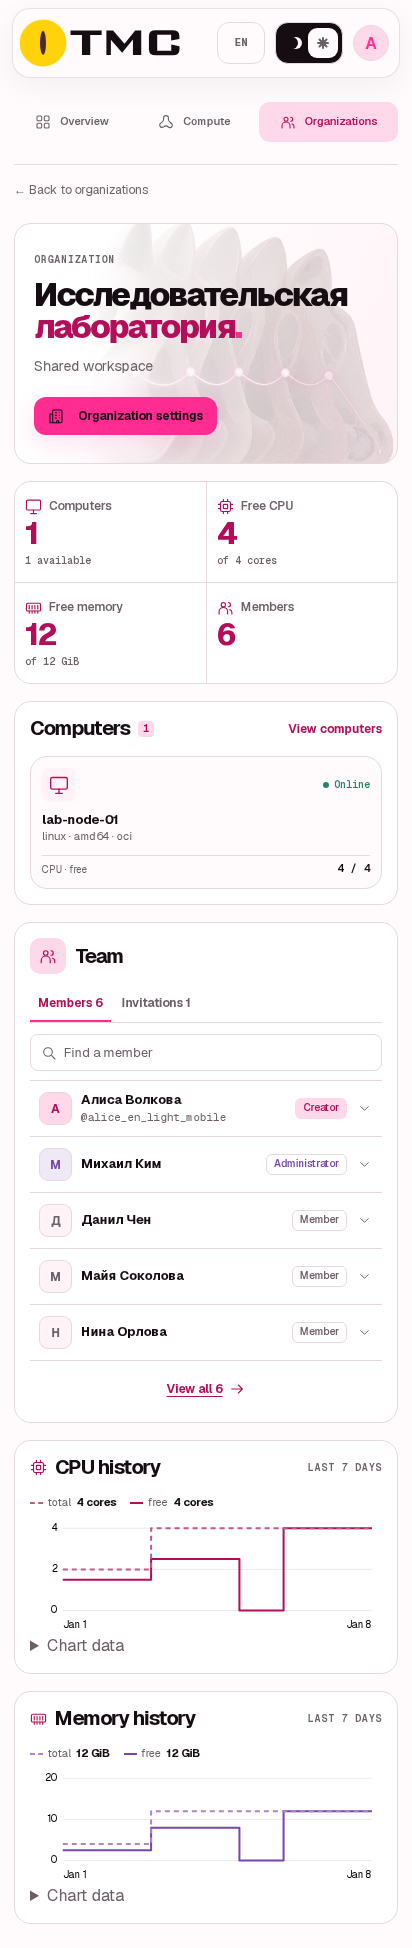 TMC
EN
A
Overview
Compute
Organizations
← Back to organizations
ORGANIZATION
Исследовательская
лаборатория.
Shared workspace
Organization settings
Computers
1
1 available
Free CPU
4
of 4 cores
Free memory
12
of 12 GiB
Members
6
Computers 1
View computers
Online
lab-node-01
linux · amd64 · oci
CPU · free
4 / 4
Team
Members 6
Invitations 1
Find a member
А
Алиса Волкова
@alice_en_light_mobile
Creator
М
Михаил Ким
Administrator
Д
Данил Чен
Member
М
Майя Соколова
Member
Н
Нина Орлова
Member
View all 6 →
CPU history
LAST 7 DAYS
total 4 cores
free 4 cores
4
2
0
Jan 1
Jan 8
Chart data
Memory history
LAST 7 DAYS
total 12 GiB
free 12 GiB
20
10
0
Jan 1
Jan 8
Chart data